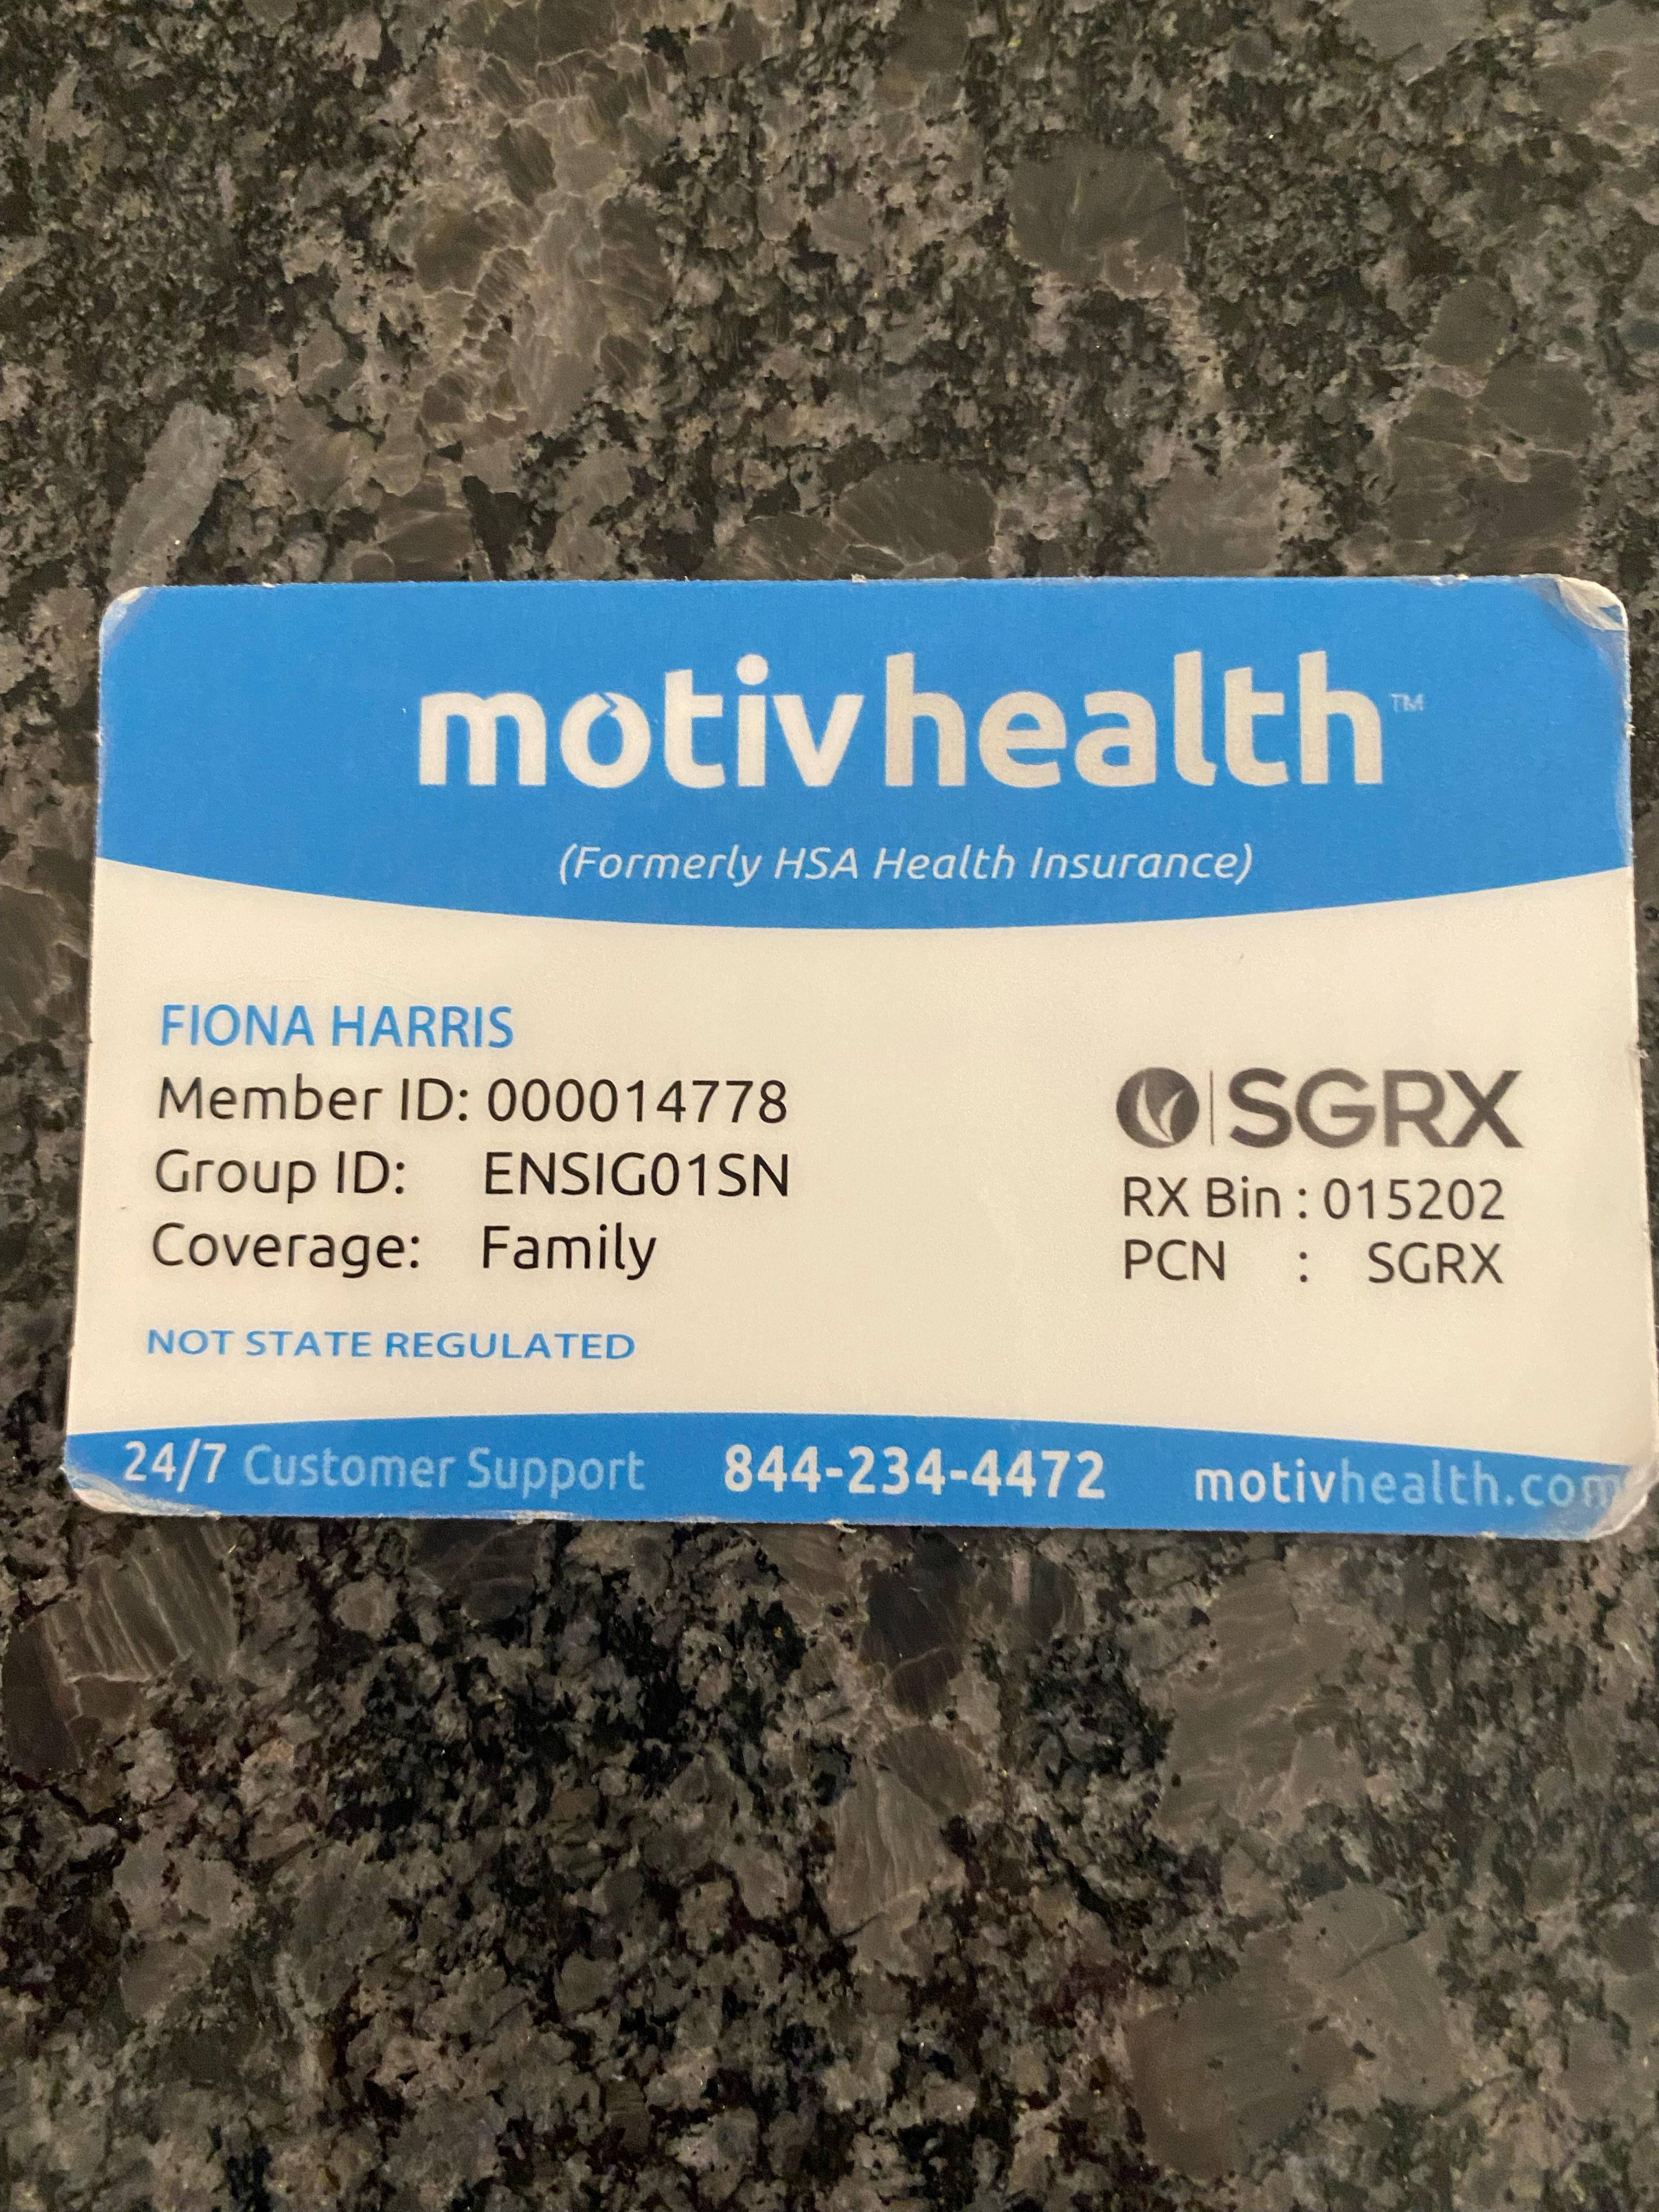 motivhealth™
(Formerly HSA Health Insurance)
FIONA HARRIS
Member ID: 000014778
Group ID: ENSIG01SN
Coverage: Family
NOT STATE REGULATED
SGRX
RX Bin : 015202
PCN : SGRX
24/7 Customer Support 844-234-4472 motivhealth.com